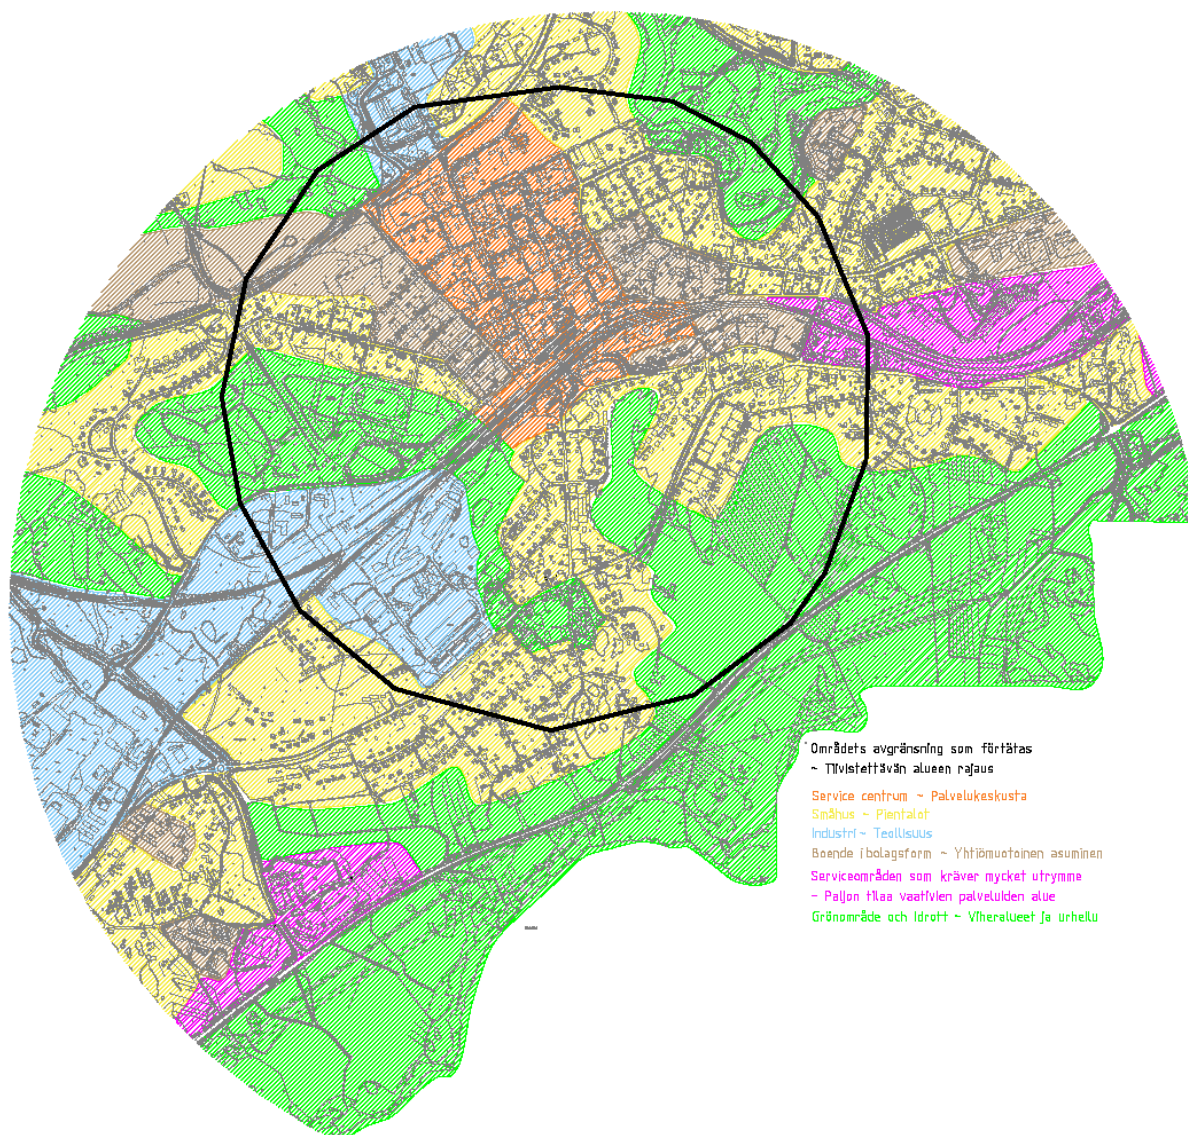 Områdets avgränsning som förtätas
~ Tiivistettävän alueen rajaus
Service centrum ~ Palvelukeskusta
Småhus ~ Pientalot
Industri ~ Teollisuus
Boende i bolagsform ~ Yhtiömuotoinen asuminen
Serviceområden som kräver mycket utrymme
~ Paljon tilaa vaativien palveluiden alue
Grönområde och idrott ~ Viheralueet ja urheilu